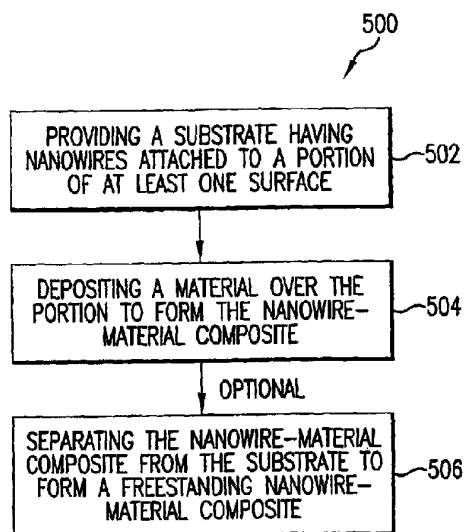 500
PROVIDING A SUBSTRATE HAVING
NANOWIRES ATTACHED TO A PORTION
OF AT LEAST ONE SURFACE
502
DEPOSITING A MATERIAL OVER THE
PORTION TO FORM THE NANOWIRE-
MATERIAL COMPOSITE
504
OPTIONAL
SEPARATING THE NANOWIRE-MATERIAL
COMPOSITE FROM THE SUBSTRATE TO
FORM A FREESTANDING NANOWIRE-
MATERIAL COMPOSITE
506